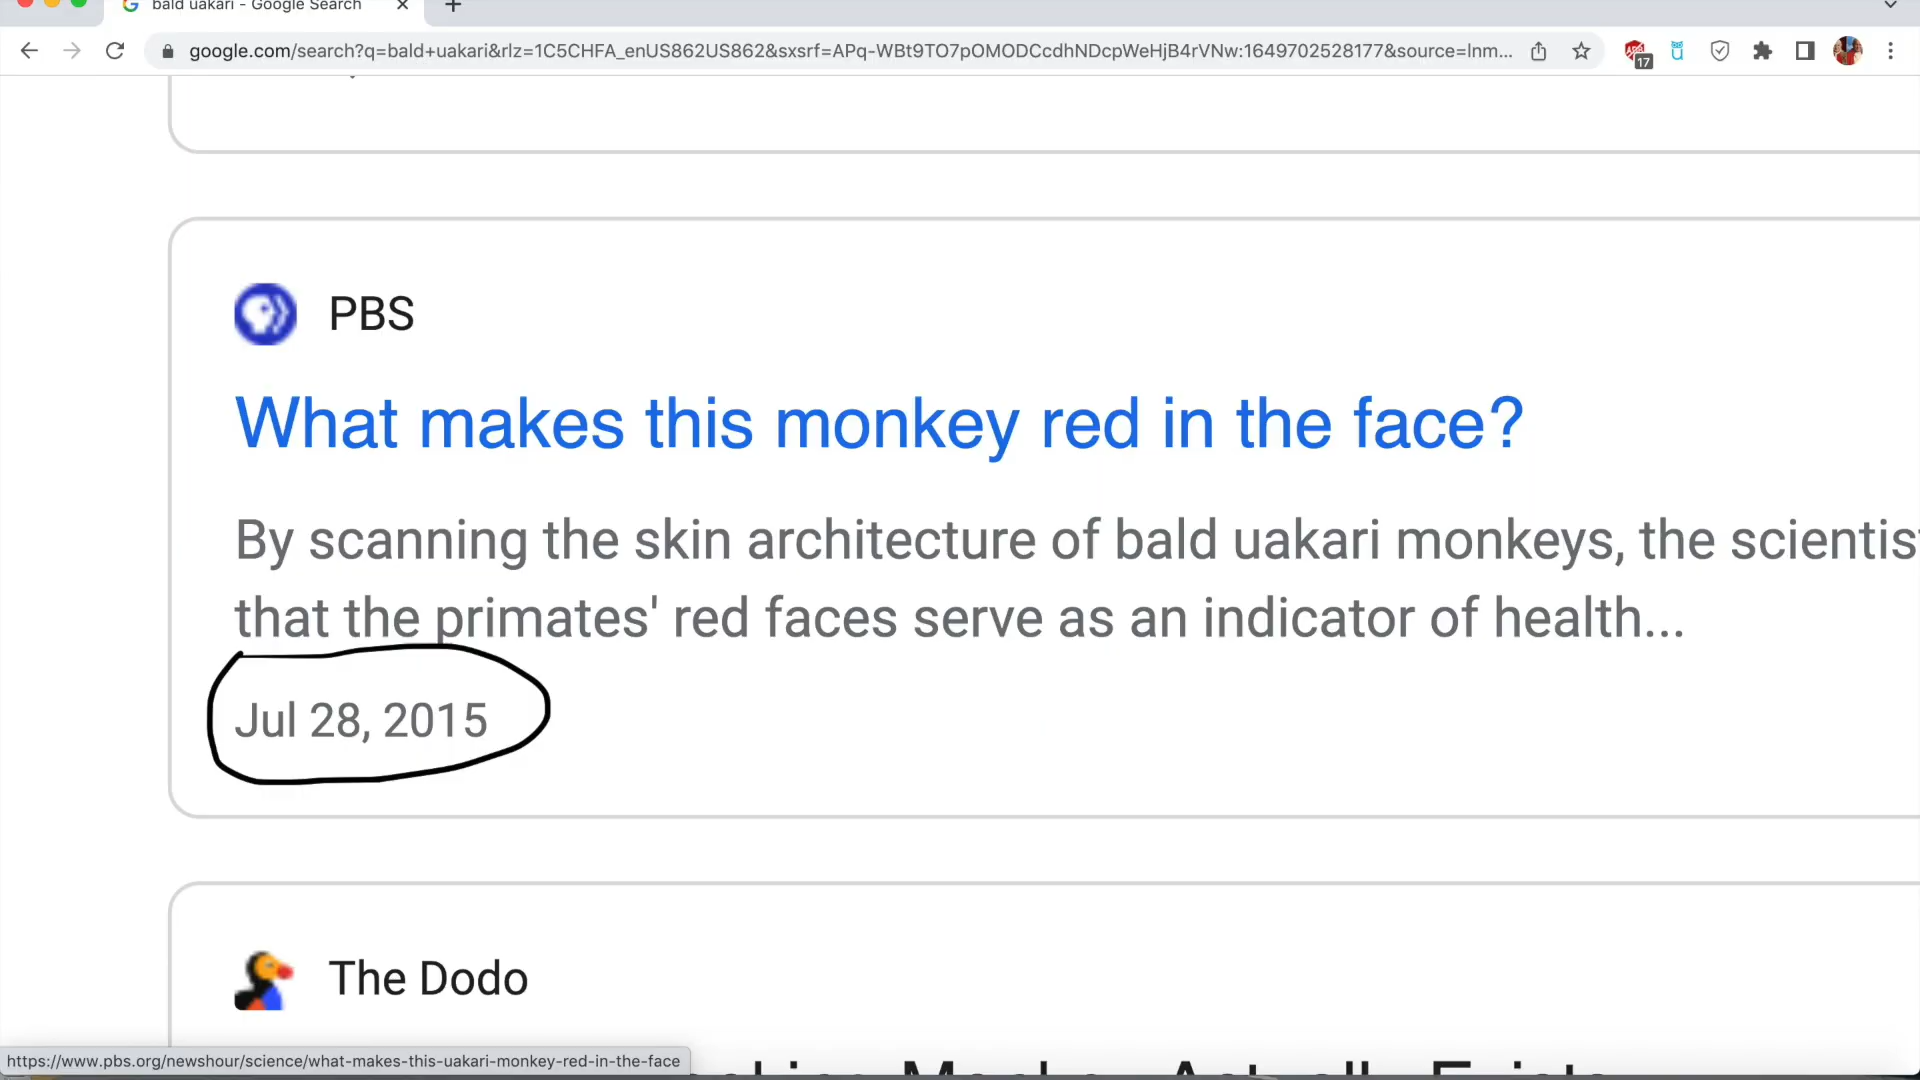 bald uakari - Google Search
google.com/search?q=bald+uakari&rlz=1C5CHFA_enUS862US862&sxsrf=APq-WBt9TO7pOMODCcdhNDcpWeHjB4rVNw:1649702528177&source=lnm...
17
PBS
What makes this monkey red in the face?
By scanning the skin architecture of bald uakari monkeys, the scientis
that the primates' red faces serve as an indicator of health...
Jul 28, 2015
The Dodo
Actually Exists
https://www.pbs.org/newshour/science/what-makes-this-uakari-monkey-red-in-the-face